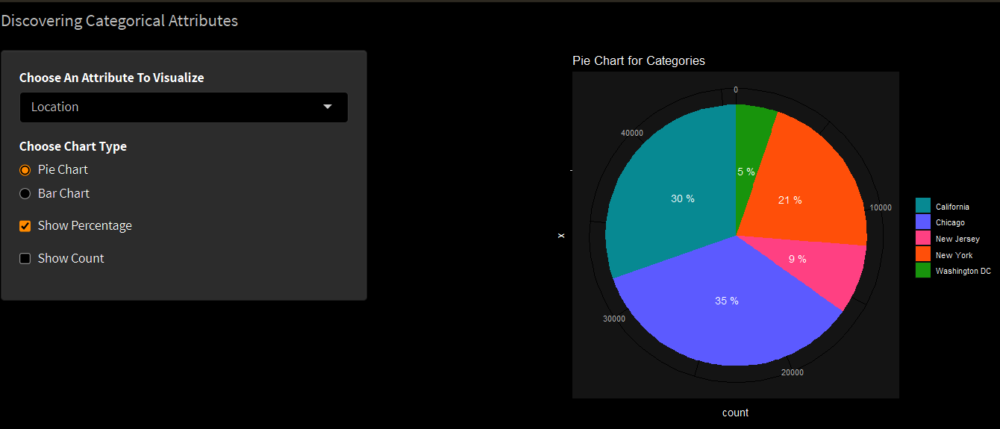 Discovering Categorical Attributes
Choose An Attribute To Visualize
Location
Choose Chart Type
Pie Chart
Bar Chart
Show Percentage
Show Count
Pie Chart for Categories
0
40000
5 %
30 %
21 %
10000
x
9 %
35 %
30000
20000
count
California
Chicago
New Jersey
New York
Washington DC